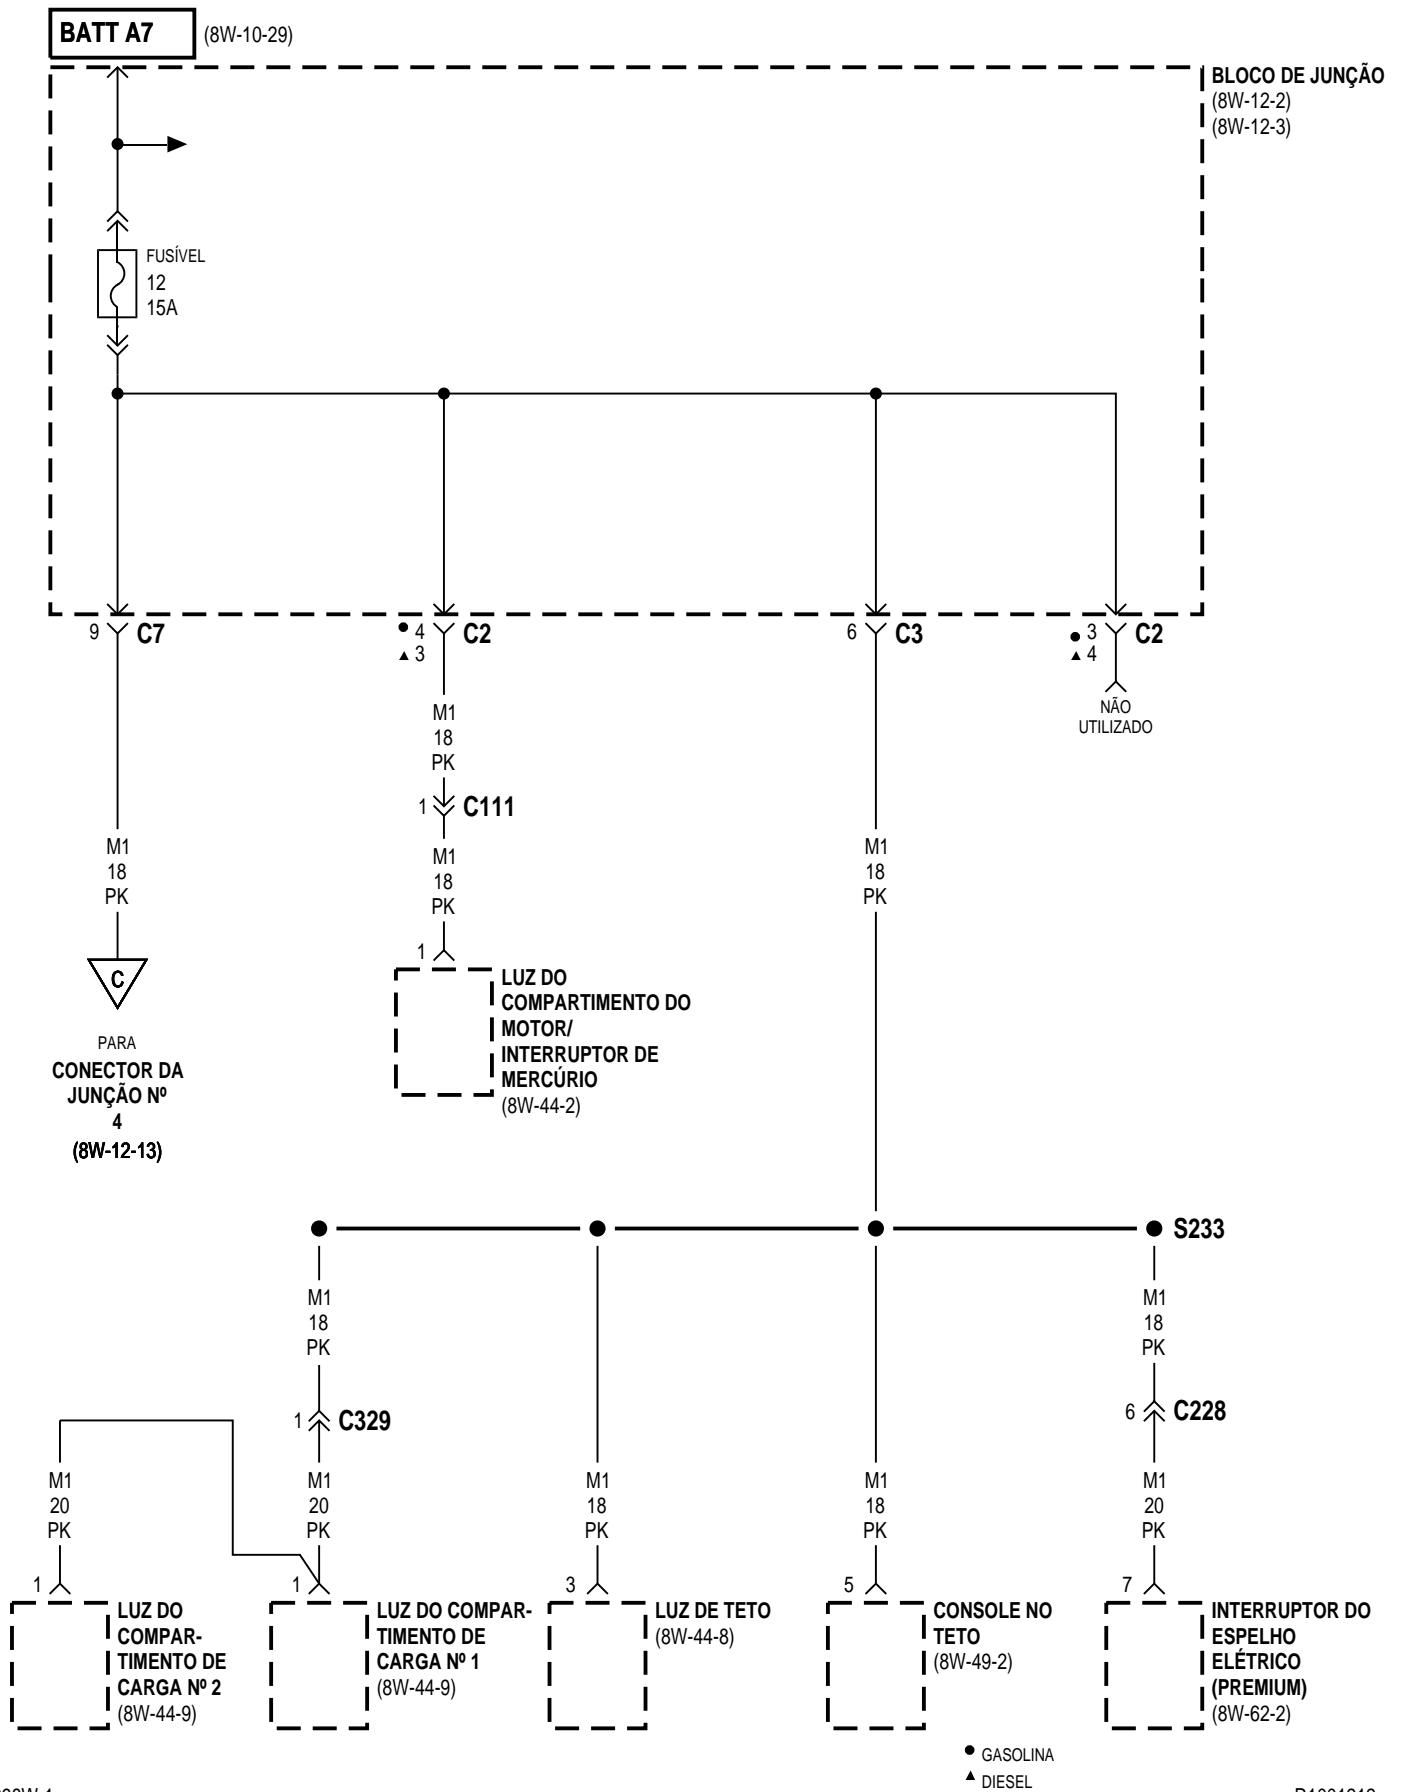 BATT A7 (8W-10-29)
BLOCO DE JUNÇÃO
(8W-12-2)
(8W-12-3)
FUSÍVEL
12
15A
9 C7
4 C2
3
6 C3
3 C2
4
NÃO
UTILIZADO
M1
18
PK
1 C111
M1
18
PK
M1
18
PK
M1
18
PK
1
C
PARA
CONECTOR DA
JUNÇÃO Nº
4
(8W-12-13)
LUZ DO
COMPARTIMENTO DO
MOTOR/
INTERRUPTOR DE
MERCÚRIO
(8W-44-2)
S233
M1
18
PK
M1
18
PK
1 C329
6 C228
M1
20
PK
M1
20
PK
M1
18
PK
M1
18
PK
M1
20
PK
1
LUZ DO
COMPAR-
TIMENTO DE
CARGA Nº 2
(8W-44-9)
1
LUZ DO COMPAR-
TIMENTO DE
CARGA Nº 1
(8W-44-9)
3
LUZ DE TETO
(8W-44-8)
5
CONSOLE NO
TETO
(8W-49-2)
7
INTERRUPTOR DO
ESPELHO
ELÉTRICO
(PREMIUM)
(8W-62-2)
GASOLINA
DIESEL